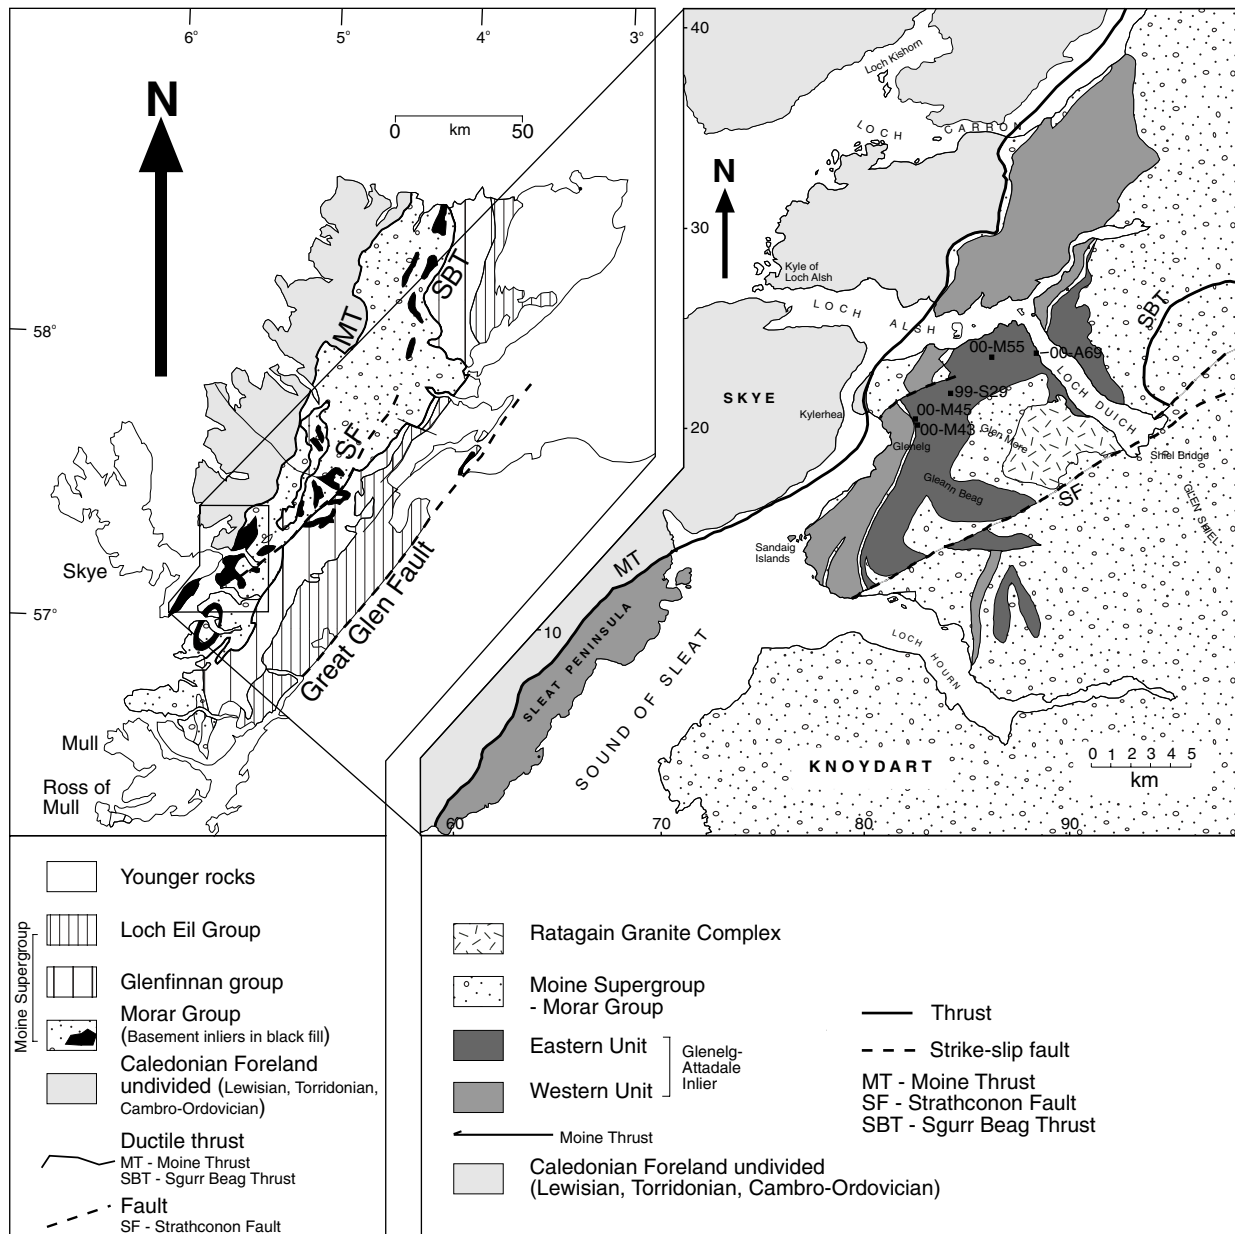 6°
5°
4°
3°
N
0 km 50
58°
57°
MT
SBT
SF
Great Glen Fault
Skye
Mull
Ross of
Mull
40
30
20
10
60
70
80
90
N
Loch Kishorn
LOCH CARRON
Kyle of
Loch Alsh
LOCH ALSH
SBT
00-M55
00-A69
99-S29
00-M45
00-M43
SKYE
Kylerhea
Glenelg
Glen More
LOCH DUICH
Shiel Bridge
Gleann Beag
SF
GLEN SHIEL
Sandaig
Islands
MT
SLEAT PENINSULA
SOUND OF SLEAT
LOCH HOURN
KNOYDART
0 1 2 3 4 5
km
Moine Supergroup
Younger rocks
Loch Eil Group
Glenfinnan group
Morar Group
(Basement inliers in black fill)
Caledonian Foreland
undivided (Lewisian, Torridonian,
Cambro-Ordovician)
Ductile thrust
MT - Moine Thrust
SBT - Sgurr Beag Thrust
Fault
SF - Strathconon Fault
Ratagain Granite Complex
Moine Supergroup
- Morar Group
Eastern Unit
Western Unit
Glenelg-
Attadale
Inlier
Moine Thrust
Caledonian Foreland undivided
(Lewisian, Torridonian, Cambro-Ordovician)
Thrust
Strike-slip fault
MT - Moine Thrust
SF - Strathconon Fault
SBT - Sgurr Beag Thrust